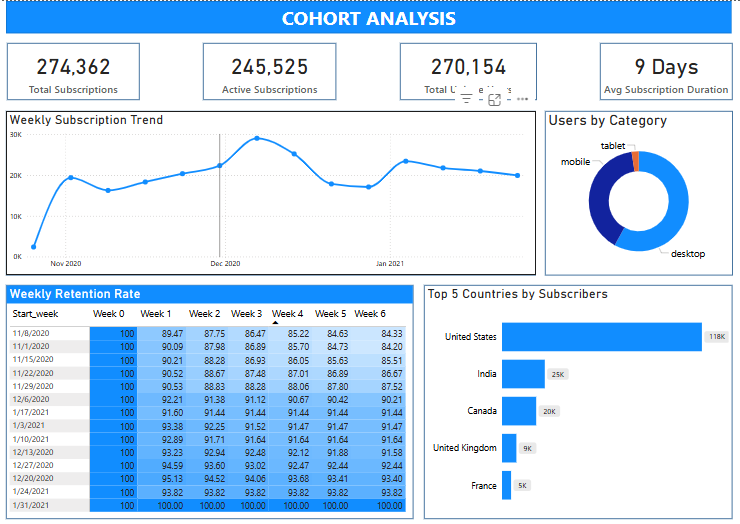 COHORT ANALYSIS
274,362
Total Subscriptions
245,525
Active Subscriptions
270,154
Total
9 Days
Avg Subscription Duration
Weekly Subscription Trend
30K
20K
10K
0K
Nov 2020 Dec 2020 Jan 2021
Users by Category
tablet
mobile
desktop
Weekly Retention Rate
Start_week Week 0 Week 1 Week 2 Week 3 Week 4 Week 5 Week 6
11/8/2020 100 89.47 87.75 86.47 85.22 84.63 84.33
11/1/2020 100 90.09 87.98 86.89 85.70 84.73 84.20
11/15/2020 100 90.21 88.28 86.93 86.05 85.63 85.51
11/22/2020 100 90.52 88.67 87.48 87.01 86.89 86.67
11/29/2020 100 90.53 88.83 88.28 88.06 87.80 87.52
12/6/2020 100 92.21 91.38 91.12 90.67 90.42 90.21
1/17/2021 100 91.60 91.44 91.44 91.44 91.44 91.44
1/3/2021 100 93.38 92.25 91.52 91.47 91.47 91.47
1/10/2021 100 92.89 91.71 91.64 91.64 91.64 91.64
12/13/2020 100 93.23 92.94 92.48 92.12 91.88 91.58
12/27/2020 100 94.59 93.60 93.02 92.47 92.44 92.44
12/20/2020 100 95.13 94.52 94.06 93.68 93.41 93.40
1/24/2021 100 93.82 93.82 93.82 93.82 93.82 93.82
1/31/2021 100 100.00 100.00 100.00 100.00 100.00 100.00
Top 5 Countries by Subscribers
United States 118K
India 25K
Canada 20K
United Kingdom 9K
France 5K